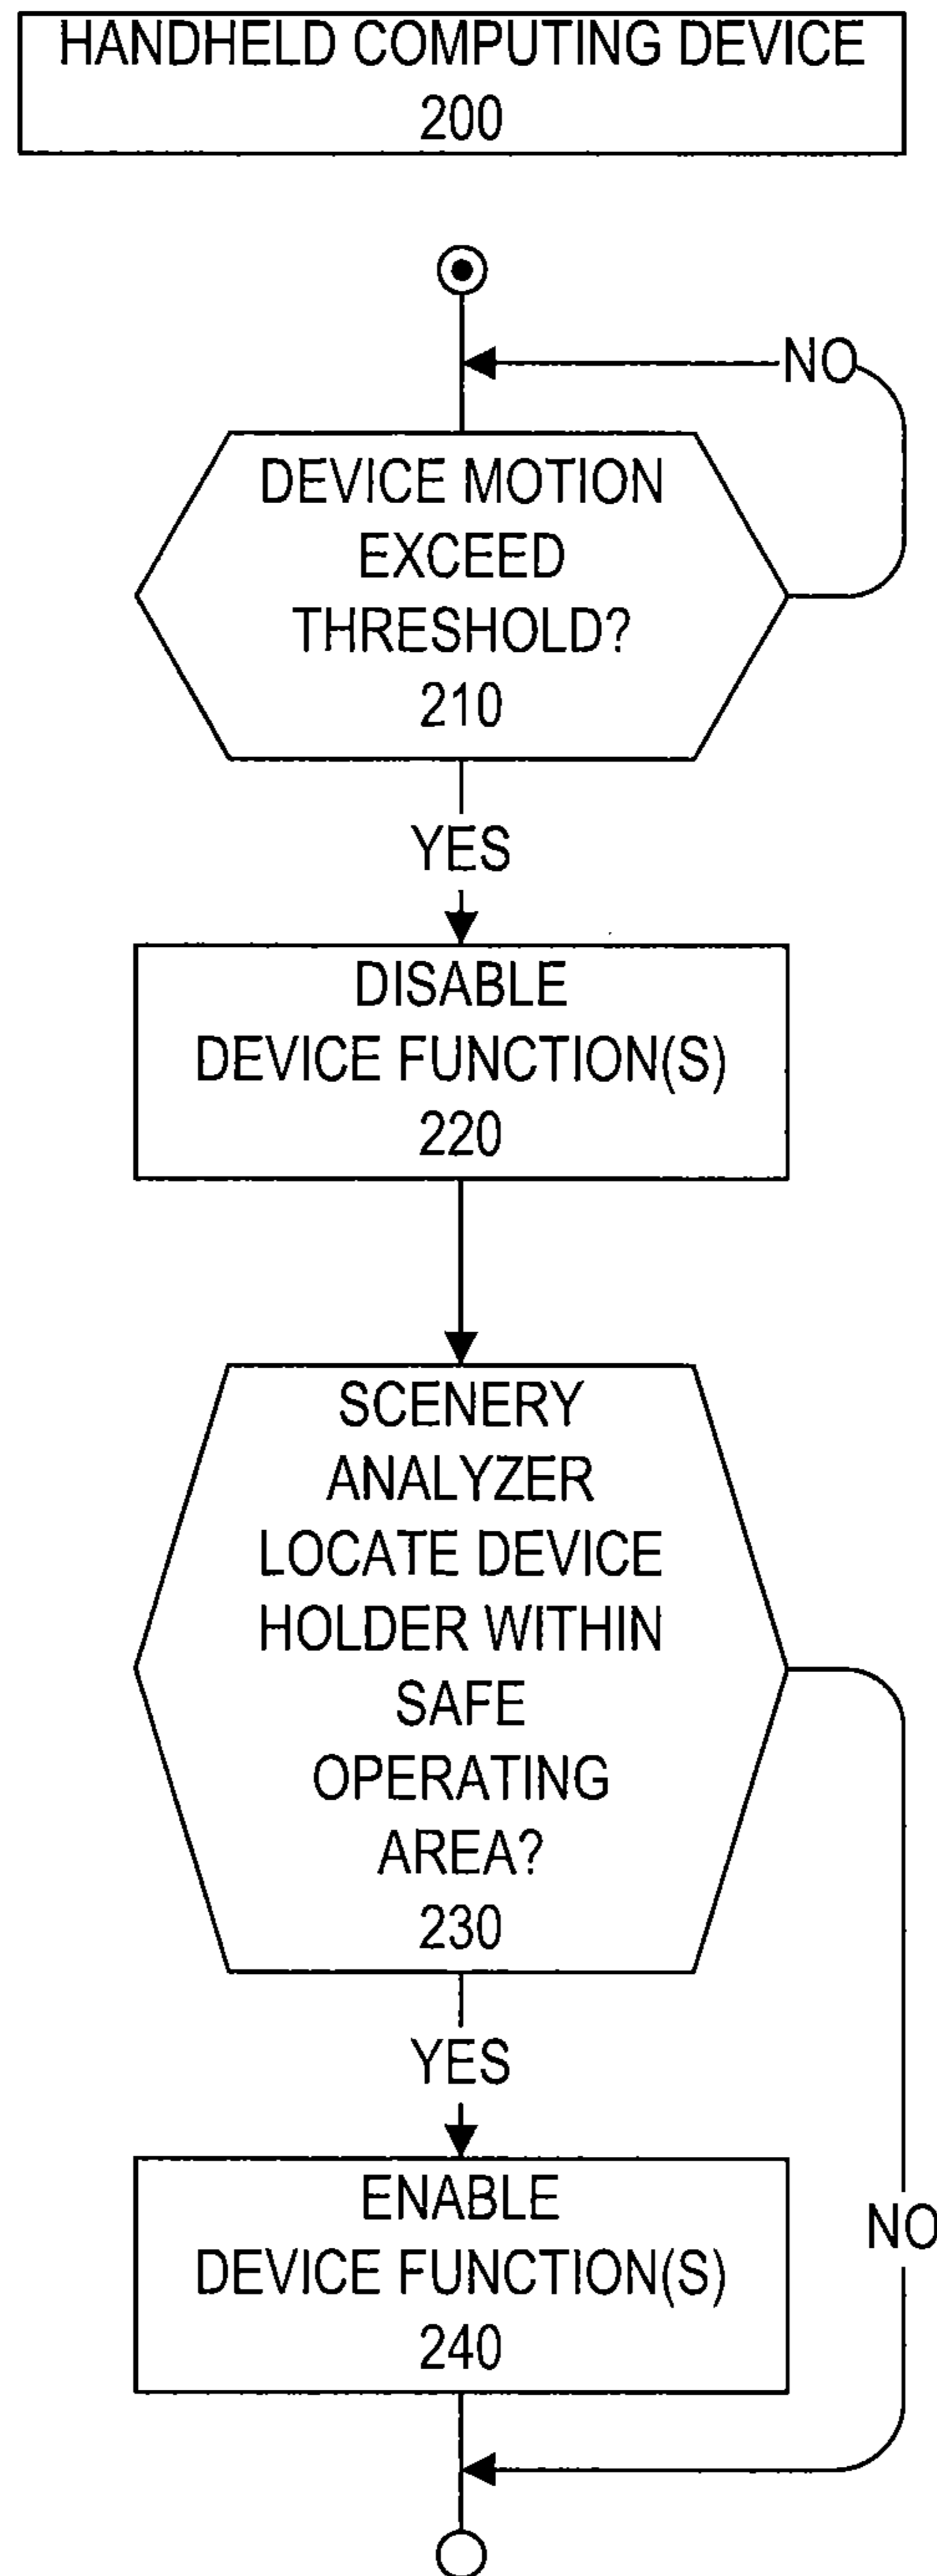 HANDHELD COMPUTING DEVICE
200
NO
DEVICE MOTION
EXCEED
THRESHOLD?
210
YES
DISABLE
DEVICE FUNCTION(S)
220
SCENERY
ANALYZER
LOCATE DEVICE
HOLDER WITHIN
SAFE
OPERATING
AREA?
230
YES
ENABLE
DEVICE FUNCTION(S)
240
NO